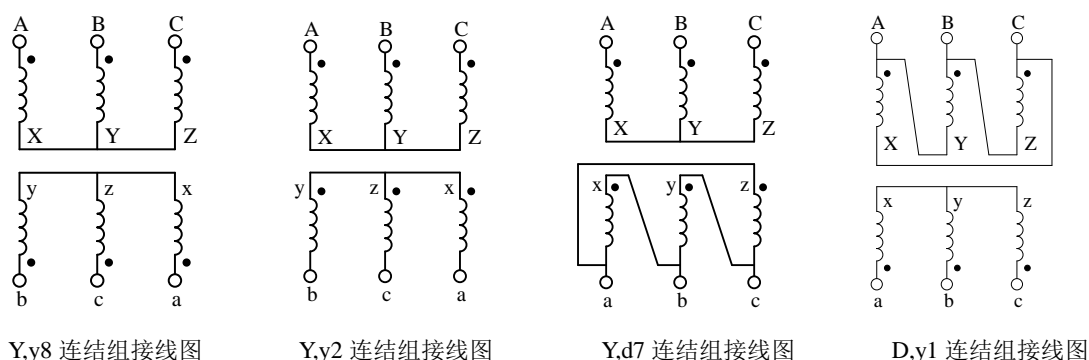 A B C
X Y Z
y z x
b c a
Y,y8 连结组接线图
A B C
X Y Z
y z x
b c a
Y,y2 连结组接线图
A B C
X Y Z
x y z
a b c
Y,d7 连结组接线图
A B C
X Y Z
x y z
a b c
D,y1 连结组接线图